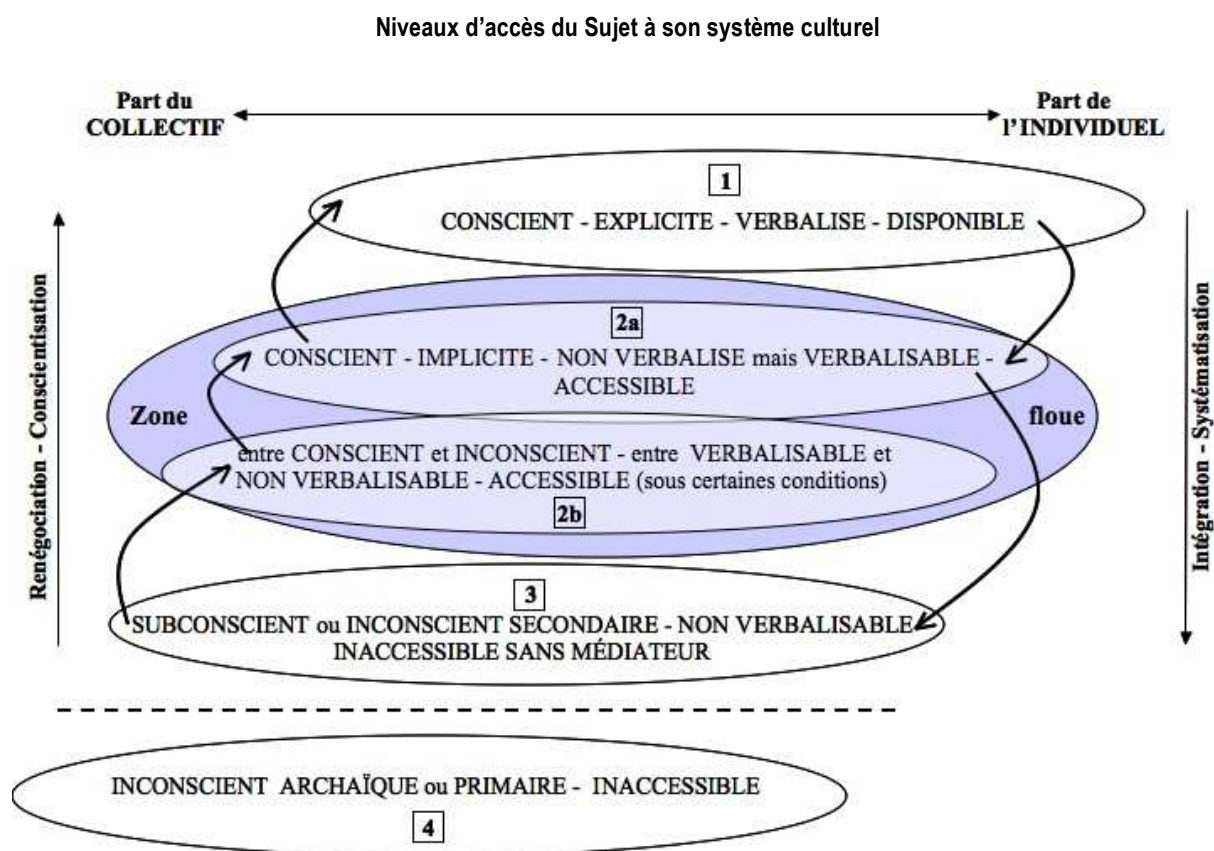 Niveaux d'accès du Sujet à son système culturel
Part du
COLLECTIF
Part de
l'INDIVIDUEL
1
CONSCIENT - EXPLICITE - VERBALISE - DISPONIBLE
Renégociation - Conscientisation
Intégration - Systématisation
2a
CONSCIENT - IMPLICITE - NON VERBALISE mais VERBALISABLE -
ACCESSIBLE
Zone
floue
entre CONSCIENT et INCONSCIENT - entre VERBALISABLE et
NON VERBALISABLE - ACCESSIBLE (sous certaines conditions)
2b
3
SUBCONSCIENT ou INCONSCIENT SECONDAIRE - NON VERBALISABLE
INACCESSIBLE SANS MÉDIATEUR
INCONSCIENT ARCHAÏQUE ou PRIMAIRE - INACCESSIBLE
4